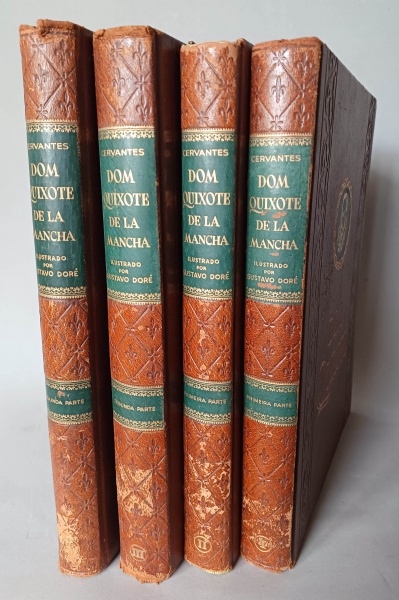 CERVANTES
DOM
QUIXOTE
DE LA
MANCHA
ILUSTRADO
POR
GUSTAVO DORÉ
SEGUNDA PARTE
CERVANTES
DOM
QUIXOTE
DE LA
MANCHA
ILUSTRADO
POR
GUSTAVO DORÉ
SEGUNDA PARTE
III
CERVANTES
DOM
QUIXOTE
DE LA
MANCHA
ILUSTRADO
POR
GUSTAVO DORÉ
PRIMEIRA PARTE
II
CERVANTES
DOM
QUIXOTE
DE LA
MANCHA
ILUSTRADO
POR
GUSTAVO DORÉ
PRIMEIRA PARTE